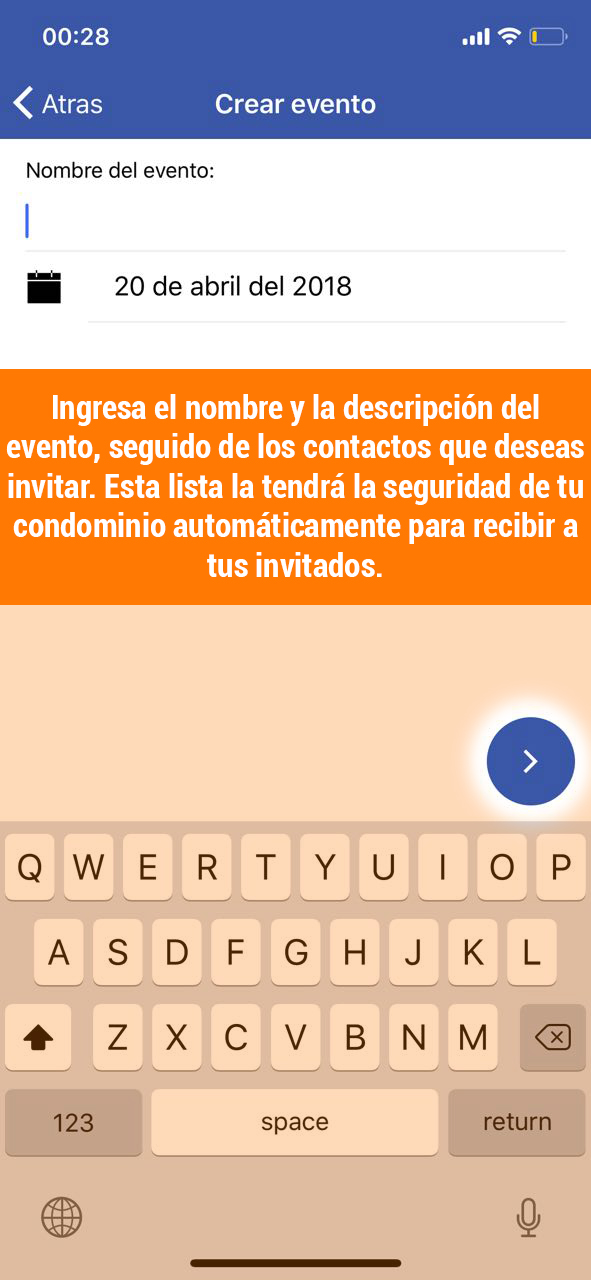 00:28
Atras
Crear evento
Nombre del evento:
20 de abril del 2018
Ingresa el nombre y la descripción del
evento, seguido de los contactos que deseas
invitar. Esta lista la tendrá la seguridad de tu
condominio automáticamente para recibir a
tus invitados.
Q W E R T Y U I O P
A S D F G H J K L
Z X C V B N M
123 space return